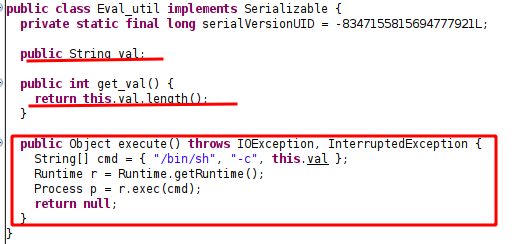 public class Eval_util implements Serializable {
private static final long serialVersionUID = -8347155815694777921L;
public String val;
public int get_val() {
return this.val.length();
}
public Object execute() throws IOException, InterruptedException {
String[] cmd = { "/bin/sh", "-c", this.val };
Runtime r = Runtime.getRuntime();
Process p = r.exec(cmd);
return null;
}
}